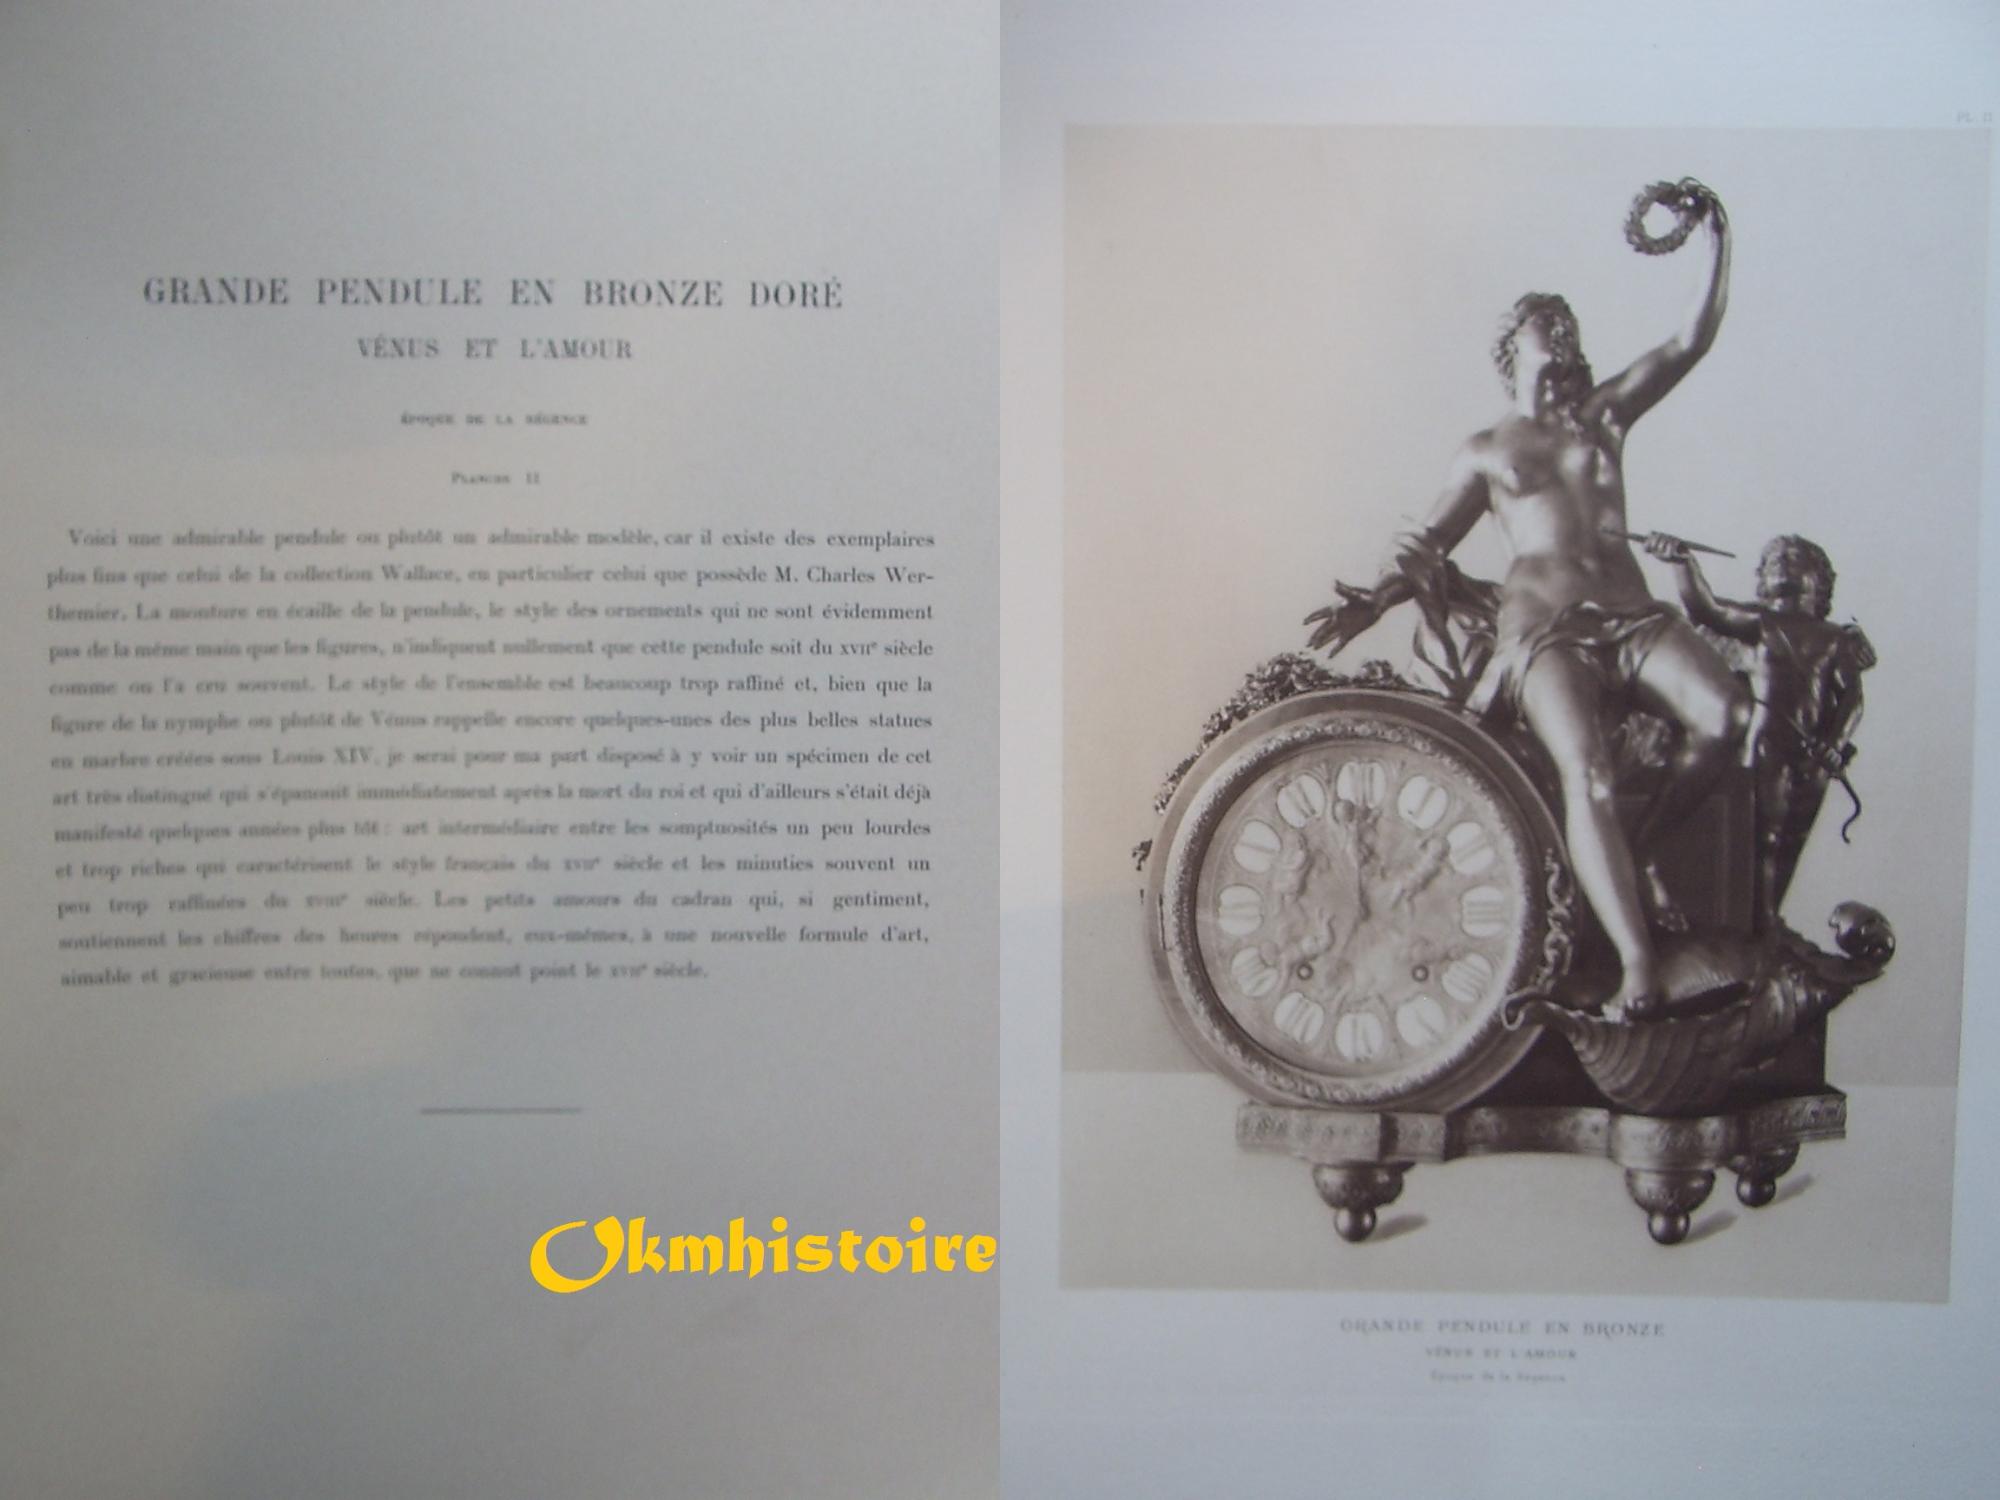 GRANDE PENDULE EN BRONZE DORÉ
VÉNUS ET L'AMOUR
ÉPOQUE DE LA RÉGENCE
Planche II
Voici une admirable pendule ou plutôt un admirable modèle, car il existe des exemplaires
plus fins que celui de la collection Wallace, en particulier celui que possède M. Charles Wer-
themier. La monture en écaille de la pendule, le style des ornements qui ne sont évidemment
pas de la même main que les figures, n'indiquent nullement que cette pendule soit du XVIIe siècle
comme on l'a cru souvent. Le style de l'ensemble est beaucoup trop raffiné et, bien que la
figure de la nymphe ou plutôt de Vénus rappelle encore quelques-unes des plus belles statues
en marbre créées sous Louis XIV, je serai pour ma part disposé à y voir un spécimen de cet
art très distingué qui s'épanouit immédiatement après la mort du roi et qui d'ailleurs s'était déjà
manifesté quelques années plus tôt : art intermédiaire entre les somptuosités un peu lourdes
et trop riches qui caractérisent le style français du XVIIe siècle et les minuties souvent un
peu trop raffinées du XVIIIe siècle. Les petits amours du cadran qui, si gentiment,
soutiennent les chiffres des heures répondent, eux-mêmes, à une nouvelle formule d'art,
aimable et gracieuse entre toutes, que ne connut point le XVIIe siècle.
Okmhistoire
PL. II
GRANDE PENDULE EN BRONZE
VÉNUS ET L'AMOUR
Époque de la Régence